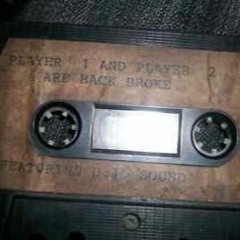 PLAYER 1 AND PLAYER 2
ARE BACK BROKE
FEATURING SOUND